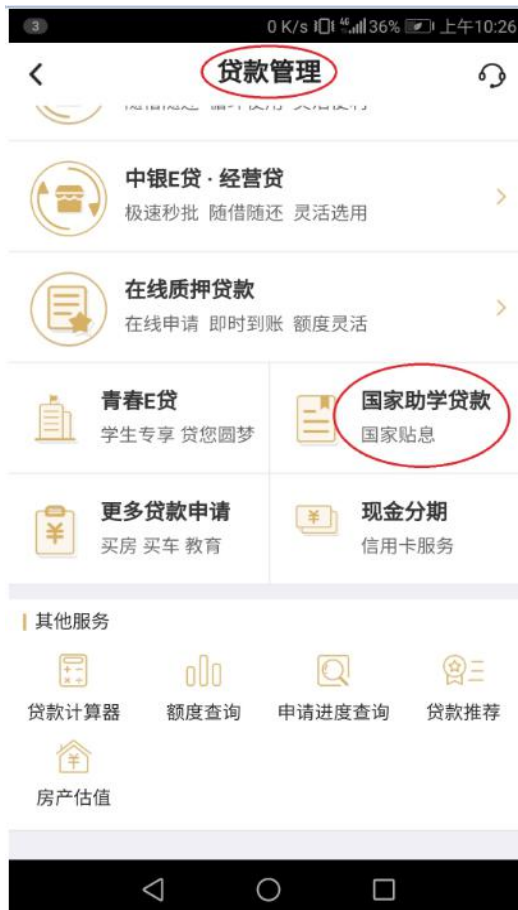 3 0 K/s 46 36% 上午10:26
贷款管理
中银E贷 · 经营贷
极速秒批 随借随还 灵活选用
在线质押贷款
在线申请 即时到账 额度灵活
青春E贷 国家助学贷款
学生专享 贷您圆梦 国家贴息
更多贷款申请 现金分期
买房 买车 教育 信用卡服务
其他服务
贷款计算器 额度查询 申请进度查询 贷款推荐
房产估值